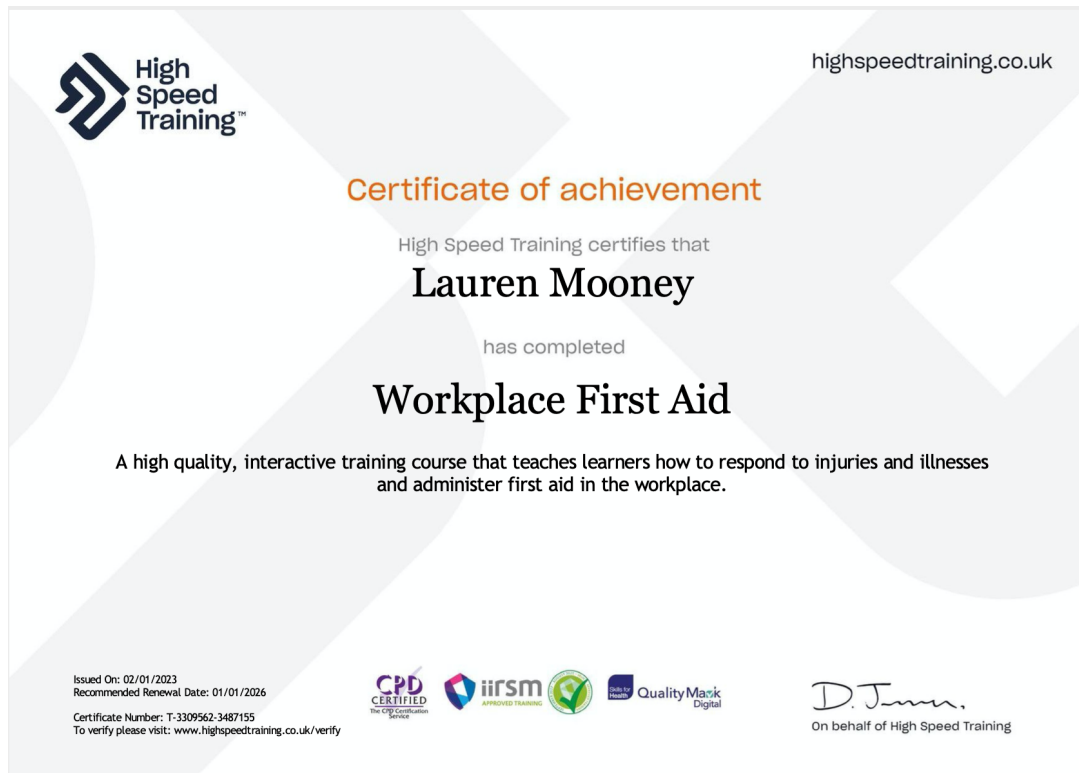 High
Speed
Training™
highspeedtraining.co.uk
Certificate of achievement
High Speed Training certifies that
Lauren Mooney
has completed
Workplace First Aid
A high quality, interactive training course that teaches learners how to respond to injuries and illnesses
and administer first aid in the workplace.
Issued On: 02/01/2023
Recommended Renewal Date: 01/01/2026
Certificate Number: T-3309562-3487155
To verify please visit: www.highspeedtraining.co.uk/verify
CPD
CERTIFIED
The CPD Certification
Service
iirsm
APPROVED TRAINING
Skills for
Health
Quality Mark
Digital
On behalf of High Speed Training